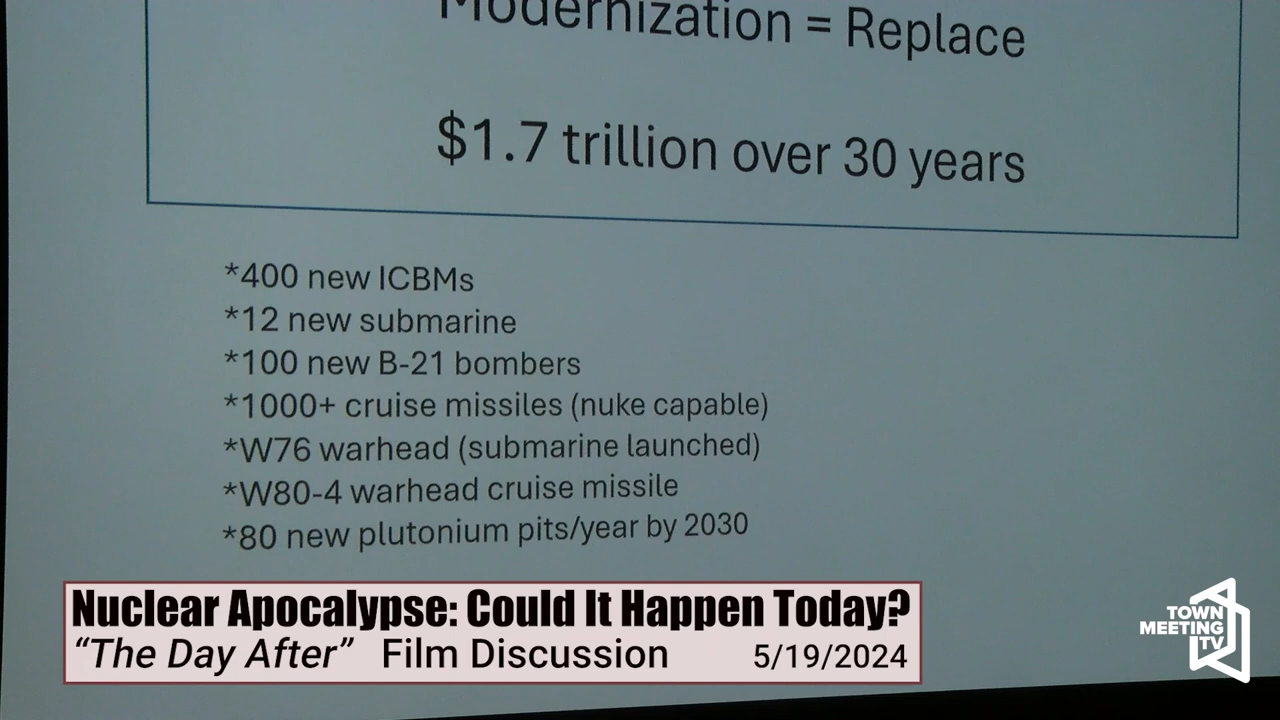 Modernization = Replace
$1.7 trillion over 30 years
*400 new ICBMs
*12 new submarine
*100 new B-21 bombers
*1000+ cruise missiles (nuke capable)
*W76 warhead (submarine launched)
*W80-4 warhead cruise missile
*80 new plutonium pits/year by 2030
Nuclear Apocalypse: Could It Happen Today?
“The Day After” Film Discussion 5/19/2024
TOWN
MEETING
TV